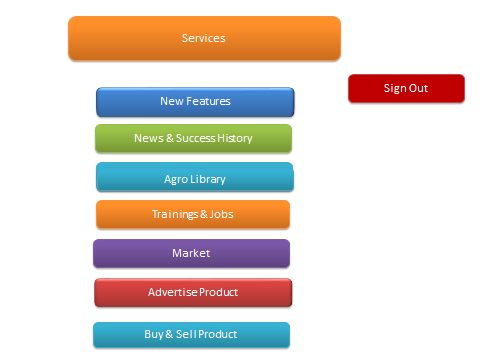 Services
Sign Out
New Features
News & Success History
Agro Library
Trainings & Jobs
Market
Advertise Product
Buy & Sell Product